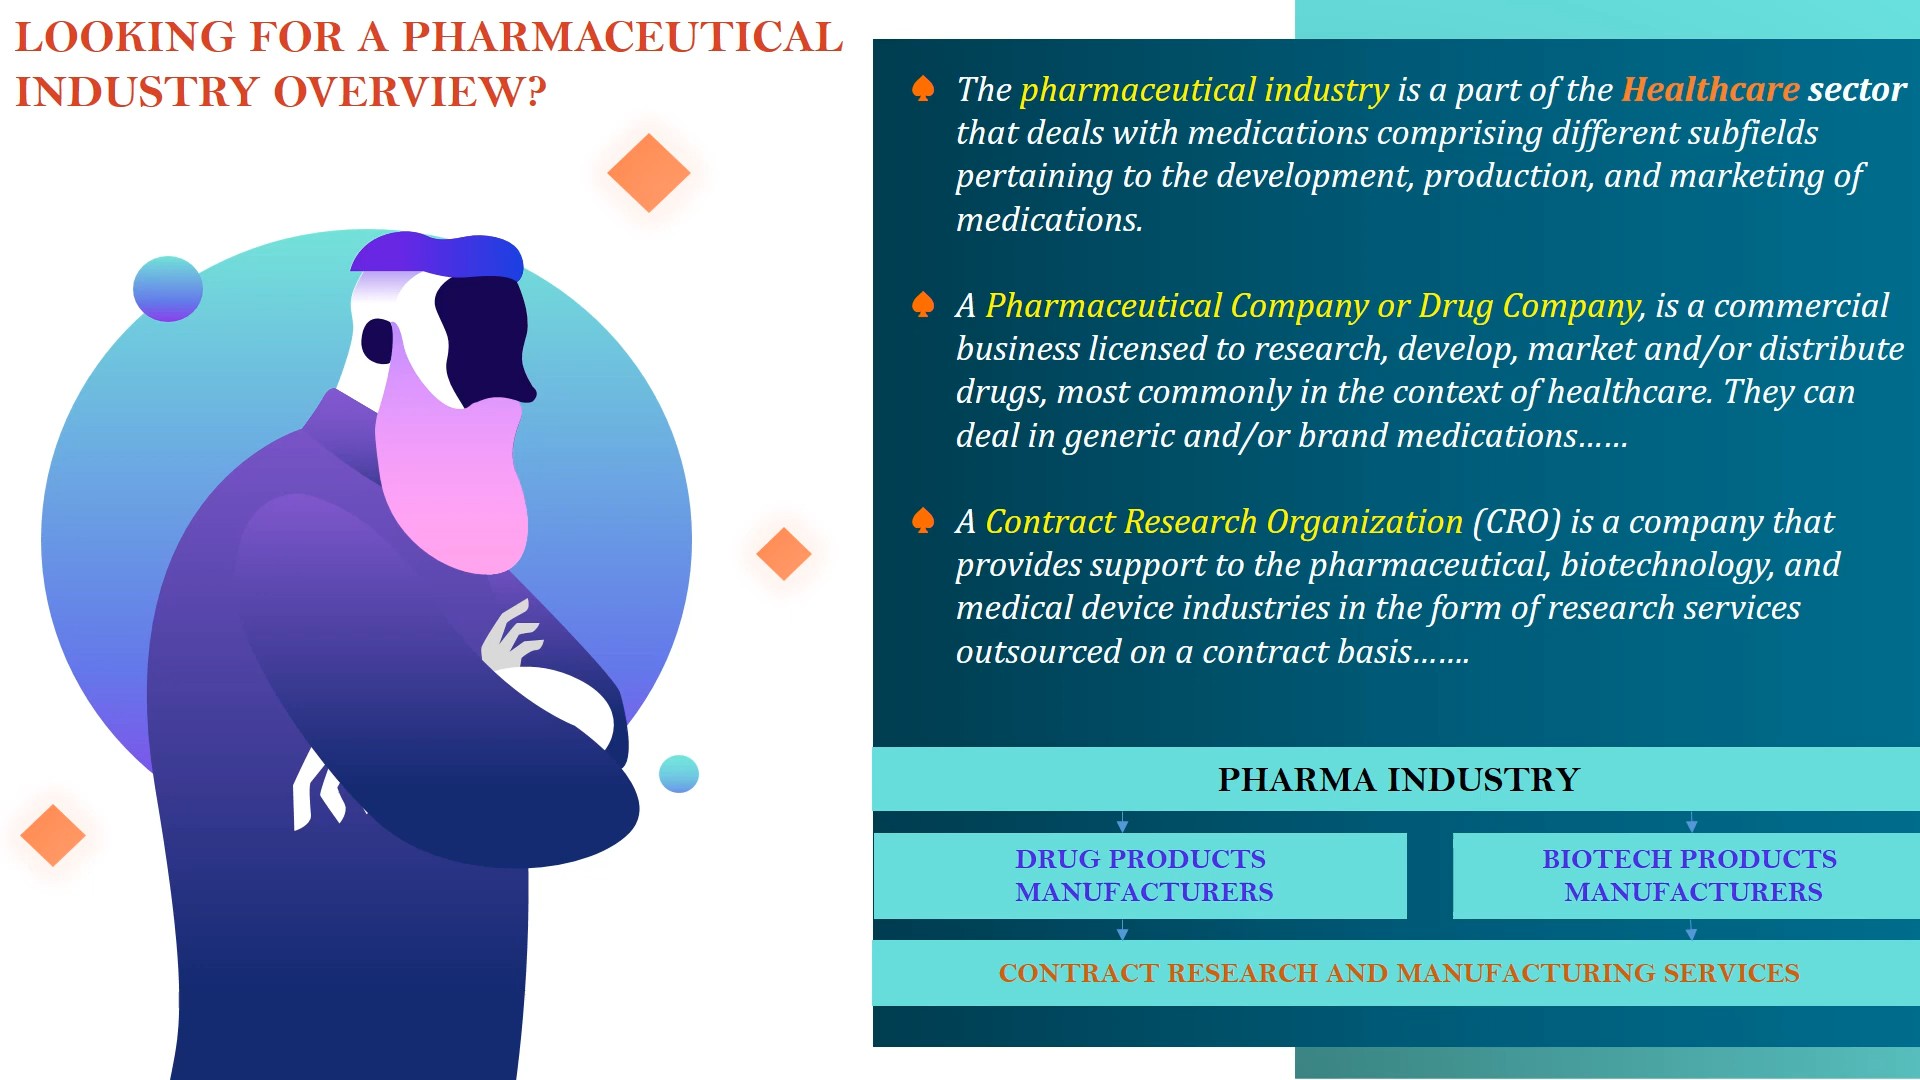 LOOKING FOR A PHARMACEUTICAL
INDUSTRY OVERVIEW?
The pharmaceutical industry is a part of the Healthcare sector
that deals with medications comprising different subfields
pertaining to the development, production, and marketing of
medications.
A Pharmaceutical Company or Drug Company, is a commercial
business licensed to research, develop, market and/or distribute
drugs, most commonly in the context of healthcare. They can
deal in generic and/or brand medications……
A Contract Research Organization (CRO) is a company that
provides support to the pharmaceutical, biotechnology, and
medical device industries in the form of research services
outsourced on a contract basis…….
PHARMA INDUSTRY
DRUG PRODUCTS
MANUFACTURERS
BIOTECH PRODUCTS
MANUFACTURERS
CONTRACT RESEARCH AND MANUFACTURING SERVICES